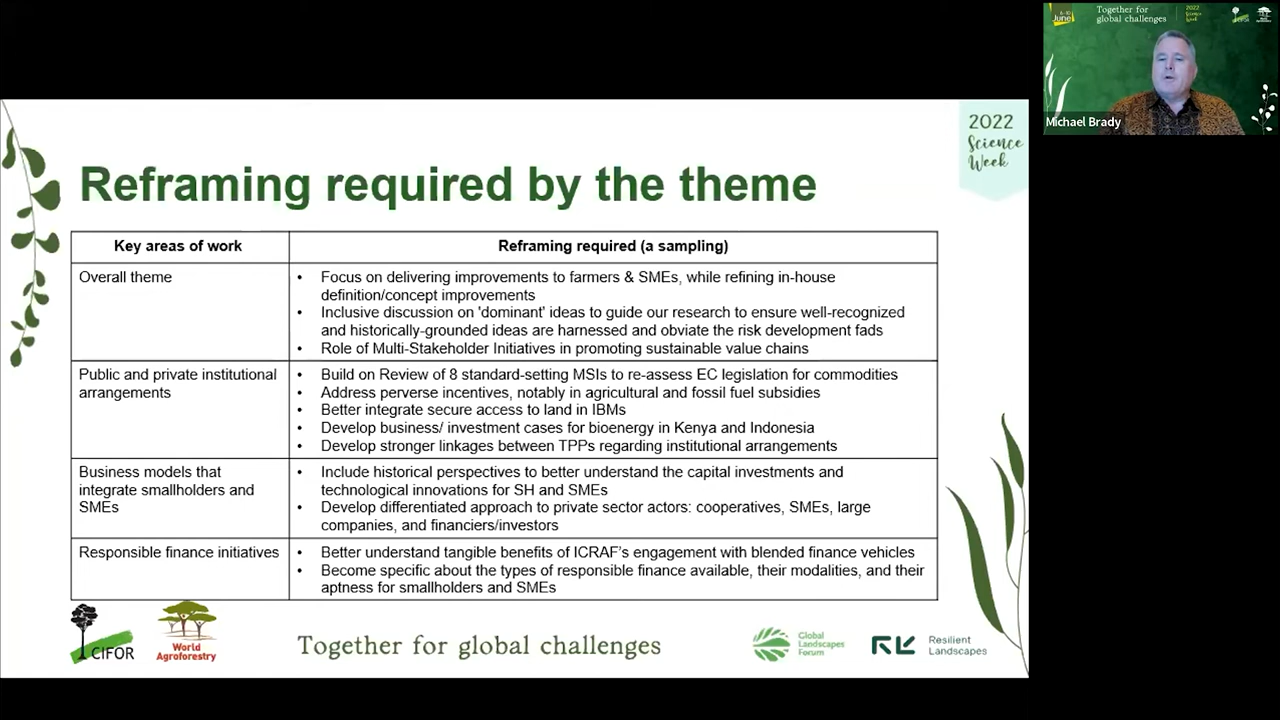 6-10
June
Together for
global challenges
2022
Science
Week
CIFOR
World
Agroforestry
Michael Brady
2022
Science
Week
Reframing required by the theme
Key areas of work
Reframing required (a sampling)
Overall theme
• Focus on delivering improvements to farmers & SMEs, while refining in-house
definition/concept improvements
• Inclusive discussion on 'dominant' ideas to guide our research to ensure well-recognized
and historically-grounded ideas are harnessed and obviate the risk development fads
• Role of Multi-Stakeholder Initiatives in promoting sustainable value chains
Public and private institutional
arrangements
• Build on Review of 8 standard-setting MSIs to re-assess EC legislation for commodities
• Address perverse incentives, notably in agricultural and fossil fuel subsidies
• Better integrate secure access to land in IBMs
• Develop business/ investment cases for bioenergy in Kenya and Indonesia
• Develop stronger linkages between TPPs regarding institutional arrangements
Business models that
integrate smallholders and
SMEs
• Include historical perspectives to better understand the capital investments and
technological innovations for SH and SMEs
• Develop differentiated approach to private sector actors: cooperatives, SMEs, large
companies, and financiers/investors
Responsible finance initiatives
• Better understand tangible benefits of ICRAF's engagement with blended finance vehicles
• Become specific about the types of responsible finance available, their modalities, and their
aptness for smallholders and SMEs
CIFOR
World
Agroforestry
Together for global challenges
Global
Landscapes
Forum
Resilient
Landscapes